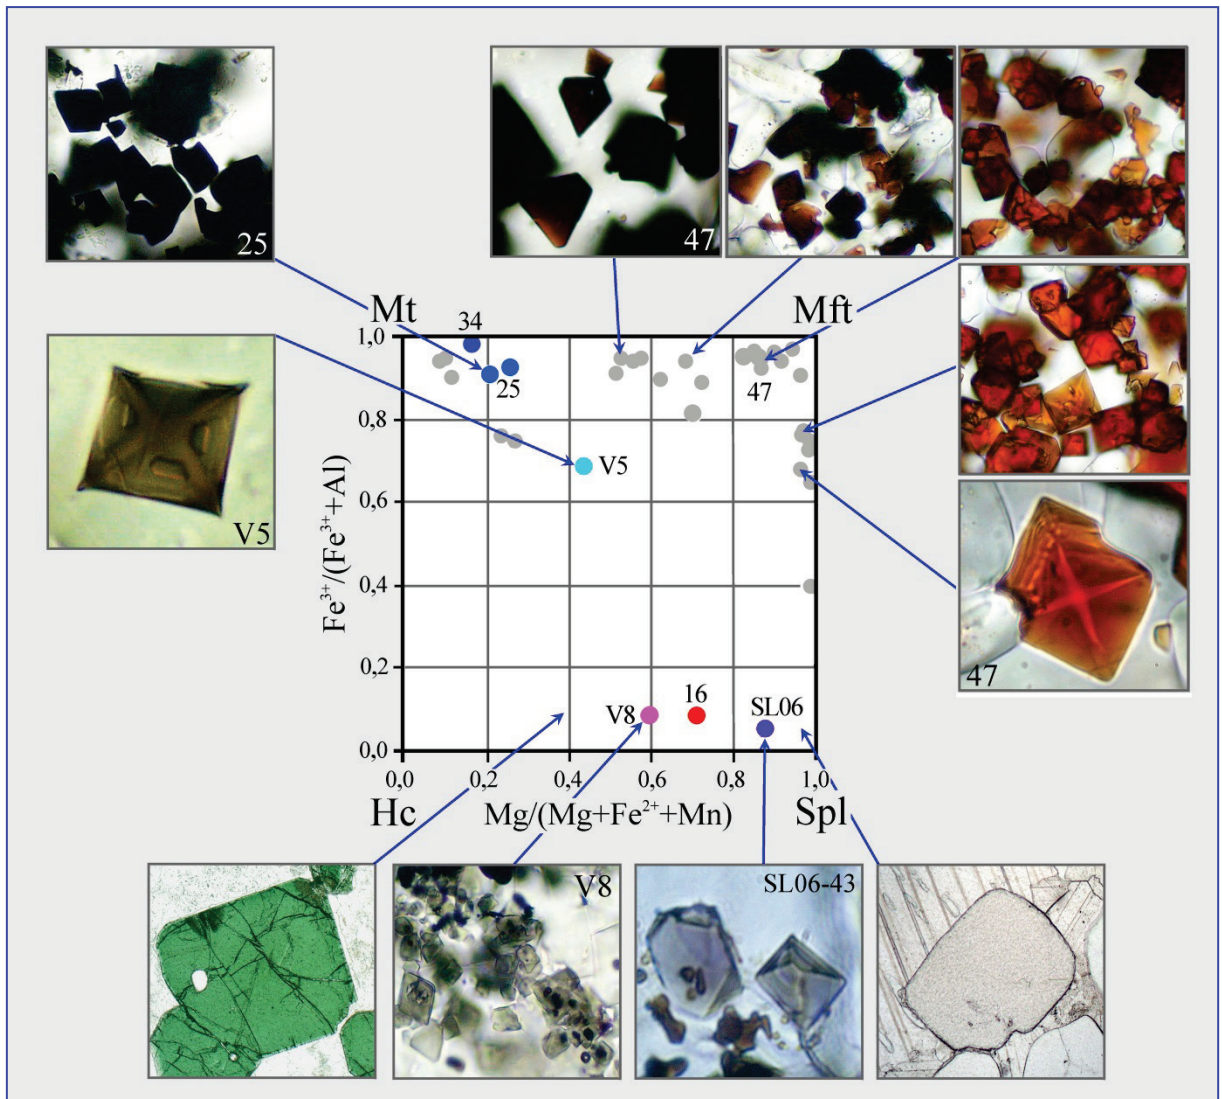 25
47
Mt
Mft
34
1,0
25
47
V5
0,8
V5
0,6
Fe³⁺/(Fe³⁺+Al)
0,4
47
0,2
V8
16
SL06
0,0
0,0
0,2
0,4
0,6
0,8
1,0
Hc
Mg/(Mg+Fe²⁺+Mn)
Spl
V8
SL06-43